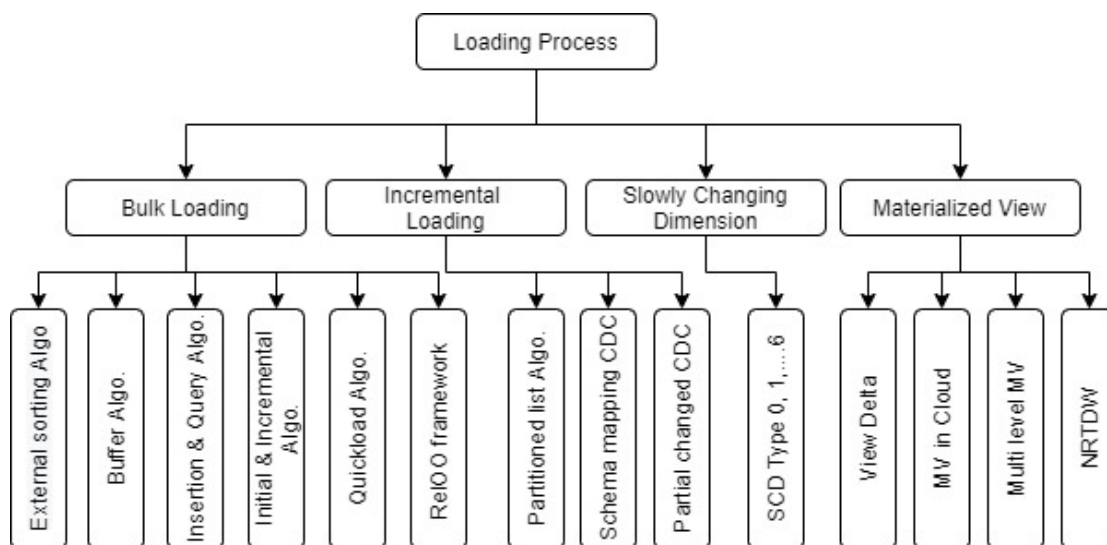 Loading Process
Bulk Loading
Incremental
Loading
Slowly Changing
Dimension
Materialized View
External sorting Algo
Buffer Algo.
Insertion & Query Algo.
Initial & Incremental
Algo.
Quickload Algo.
RelOO framework
Partitioned list Algo.
Schema mapping CDC
Partial changed CDC
SCD Type 0, 1,....6
View Delta
MV in Cloud
Multi level MV
NRTDW